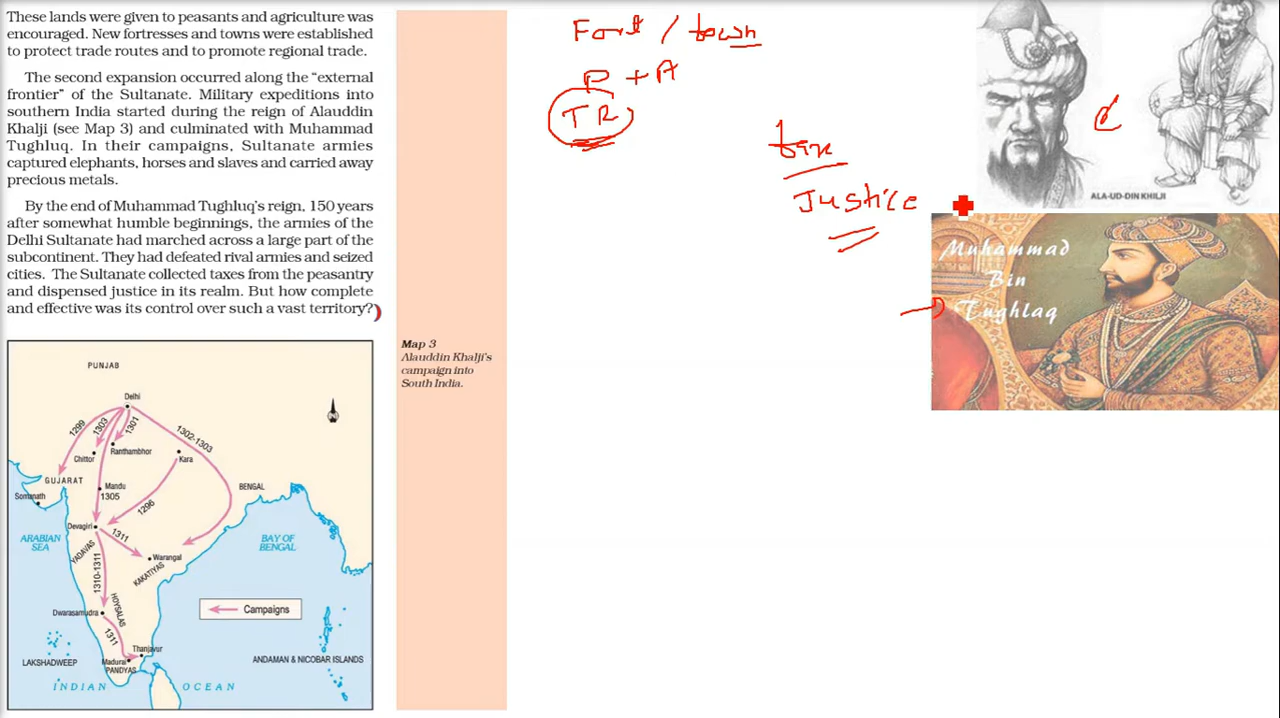 These lands were given to peasants and agriculture was
encouraged. New fortresses and towns were established
to protect trade routes and to promote regional trade.
The second expansion occurred along the “external
frontier” of the Sultanate. Military expeditions into
southern India started during the reign of Alauddin
Khalji (see Map 3) and culminated with Muhammad
Tughluq. In their campaigns, Sultanate armies
captured elephants, horses and slaves and carried away
precious metals.
By the end of Muhammad Tughluq’s reign, 150 years
after somewhat humble beginnings, the armies of the
Delhi Sultanate had marched across a large part of the
subcontinent. They had defeated rival armies and seized
cities. The Sultanate collected taxes from the peasantry
and dispensed justice in its realm. But how complete
and effective was its control over such a vast territory?
PUNJAB
Delhi
1299
1303
1301
1302-1303
Chittor
Ranthambhor
Kara
GUJARAT
Somnath
Mandu
1305
1296
BENGAL
Devagiri
1311
ARABIAN
SEA
YADAVAS
Warangal
KAKATIYAS
BAY OF
BENGAL
1310-1311
HOYSALAS
Dwarasamudra
1311
Campaigns
Thanjavur
Madurai
PANDYAS
LAKSHADWEEP
ANDAMAN & NICOBAR ISLANDS
INDIAN OCEAN
N
Map 3
Alauddin Khalji’s
campaign into
South India.
Fort / town
P + A
TR
tax
Justice
ALA-UD-DIN KHILJI
Muhammad
Bin
Tughlaq